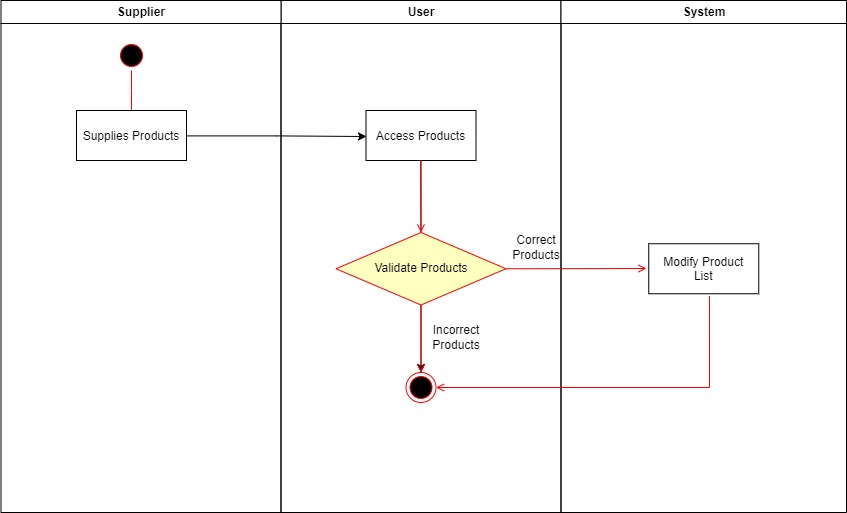 Supplier
User
System
Supplies Products
Access Products
Validate Products
Correct
Products
Modify Product
List
Incorrect
Products